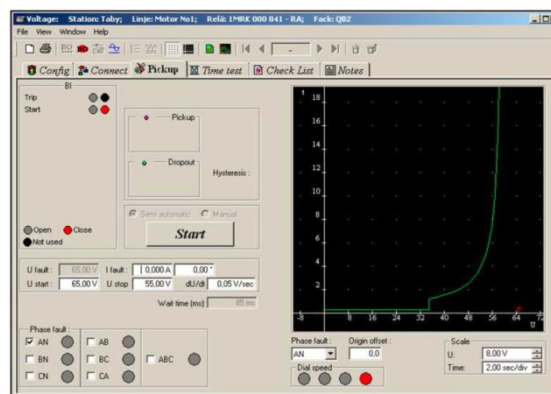 Voltage: Station: Taby; Linje: Motor No1; Relä: 1MRK 000 841 - RA; Fack: QB2
File View Window Help
Config Connect Pickup Time test Check List Notes
BI
Trip
Start
Open Close
Not used
Pickup
Dropout
Hysteresis :
Semi automatic Manual
Start
U fault : 65,00 V I fault : 0,000 A 0,00 °
U start : 65,00 V U stop 55,00 V dU/dt 0,05 V/sec
Wait time [ms]: 85 ms
Phase fault :
AN AB
BN BC ABC
CN CA
t
18
16
14
12
10
8
6
4
2
8 16 24 32 40 48 56 64 72
U
Phase fault : Origin offset :
AN 0,0
Dial speed
Scale
U: 8,00 V
Time: 2,00 sec/div